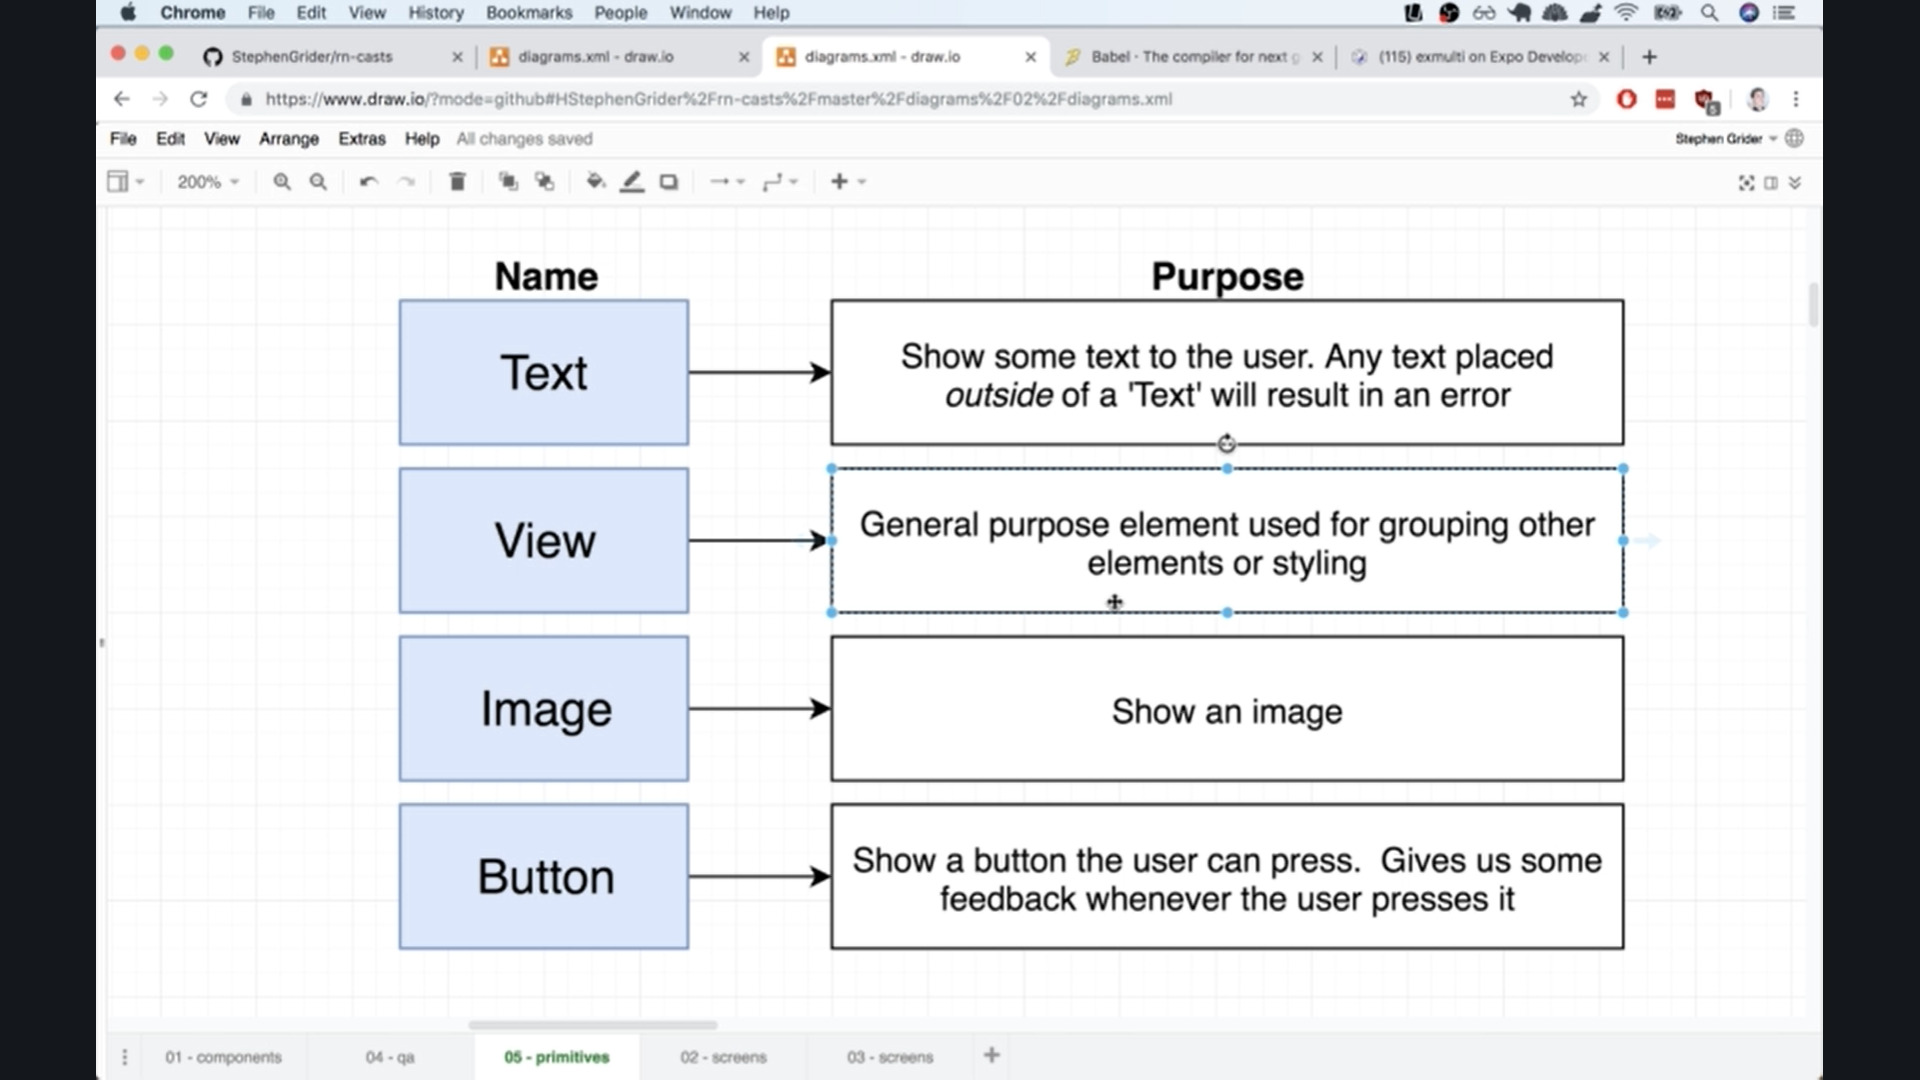 Chrome File Edit View History Bookmarks People Window Help
StephenGrider/rn-casts
diagrams.xml - draw.io
diagrams.xml - draw.io
Babel · The compiler for next g
(115) exmulti on Expo Develop
https://www.draw.io/?mode=github#HStephenGrider%2Frn-casts%2Fmaster%2Fdiagrams%2F02%2Fdiagrams.xml
File Edit View Arrange Extras Help All changes saved
Stephen Grider
200%
Name
Purpose
Text
Show some text to the user. Any text placed
outside of a 'Text' will result in an error
View
General purpose element used for grouping other
elements or styling
Image
Show an image
Button
Show a button the user can press.  Gives us some
feedback whenever the user presses it
01 - components
04 - qa
05 - primitives
02 - screens
03 - screens